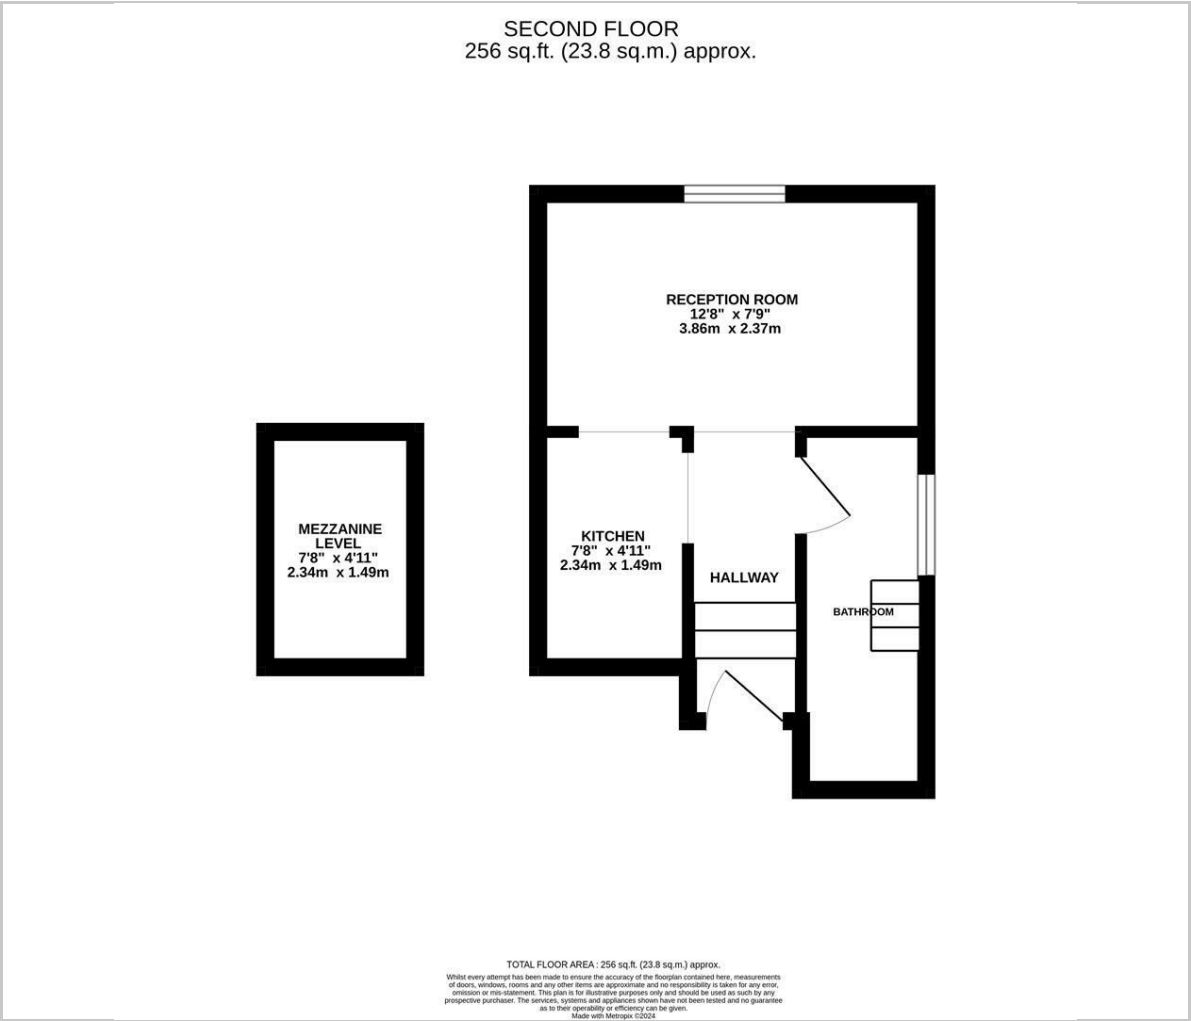 SECOND FLOOR
256 sq.ft. (23.8 sq.m.) approx.
RECEPTION ROOM
12'8" x 7'9"
3.86m x 2.37m
MEZZANINE
LEVEL
7'8" x 4'11"
2.34m x 1.49m
KITCHEN
7'8" x 4'11"
2.34m x 1.49m
HALLWAY
BATHROOM
TOTAL FLOOR AREA : 256 sq.ft. (23.8 sq.m.) approx.
Whilst every attempt has been made to ensure the accuracy of the floorplan contained here, measurements
of doors, windows, rooms and any other items are approximate and no responsibility is taken for any error,
omission or mis-statement. This plan is for illustrative purposes only and should be used as such by any
prospective purchaser. The services, systems and appliances shown have not been tested and no guarantee
as to their operability or efficiency can be given.
Made with Metropix ©2024